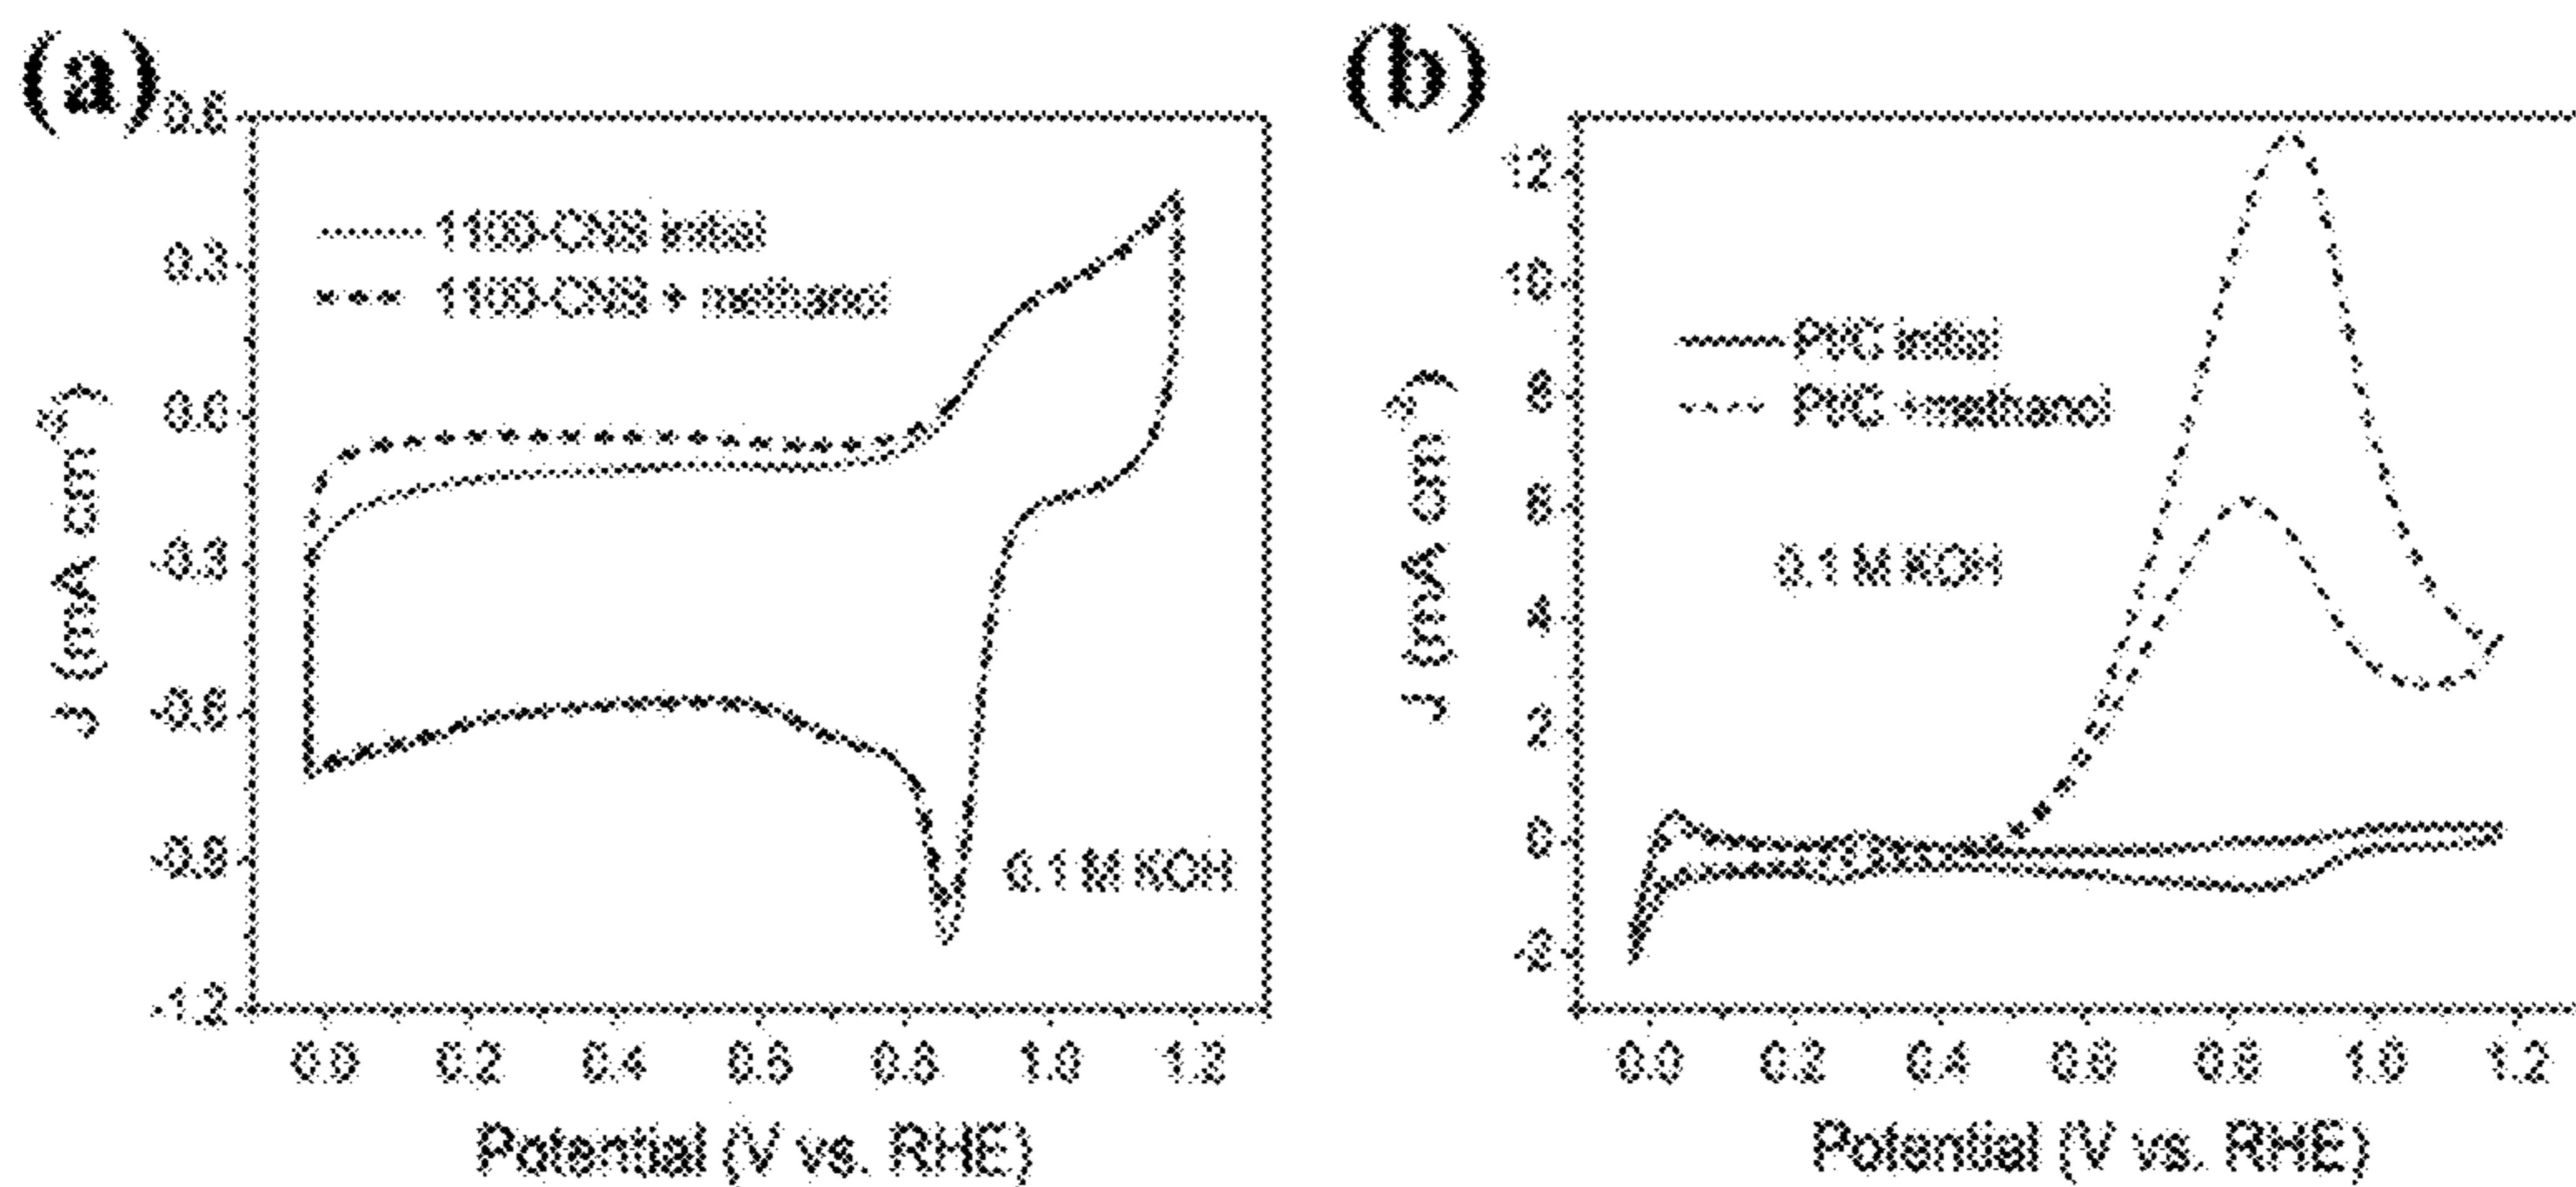 (a)
0.6
0.3
0.0
-0.3
-0.6
-0.9
-1.2
J (mA cm⁻²)
1100-CNS initial
1100-CNS + methanol
0.1 M KOH
0.0 0.2 0.4 0.6 0.8 1.0 1.2
Potential (V vs. RHE)
(b)
12
10
8
6
4
2
0
-2
J (mA cm⁻²)
Pt/C initial
Pt/C +methanol
0.1 M KOH
0.0 0.2 0.4 0.6 0.8 1.0 1.2
Potential (V vs. RHE)